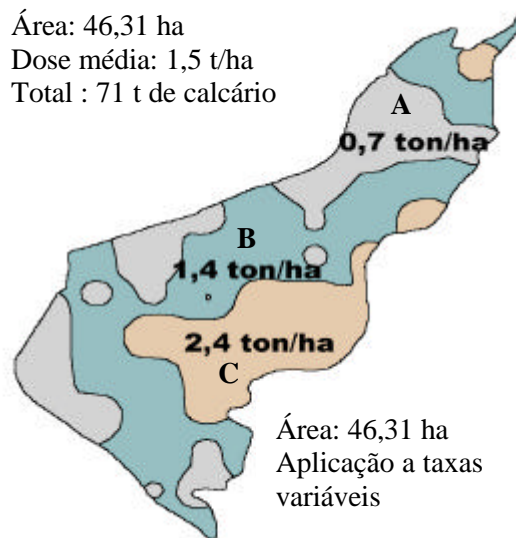 Área: 46,31 ha
Dose média: 1,5 t/ha
Total : 71 t de calcário
A
0,7 ton/ha
B
1,4 ton/ha
2,4 ton/ha
C
Área: 46,31 ha
Aplicação a taxas
variáveis